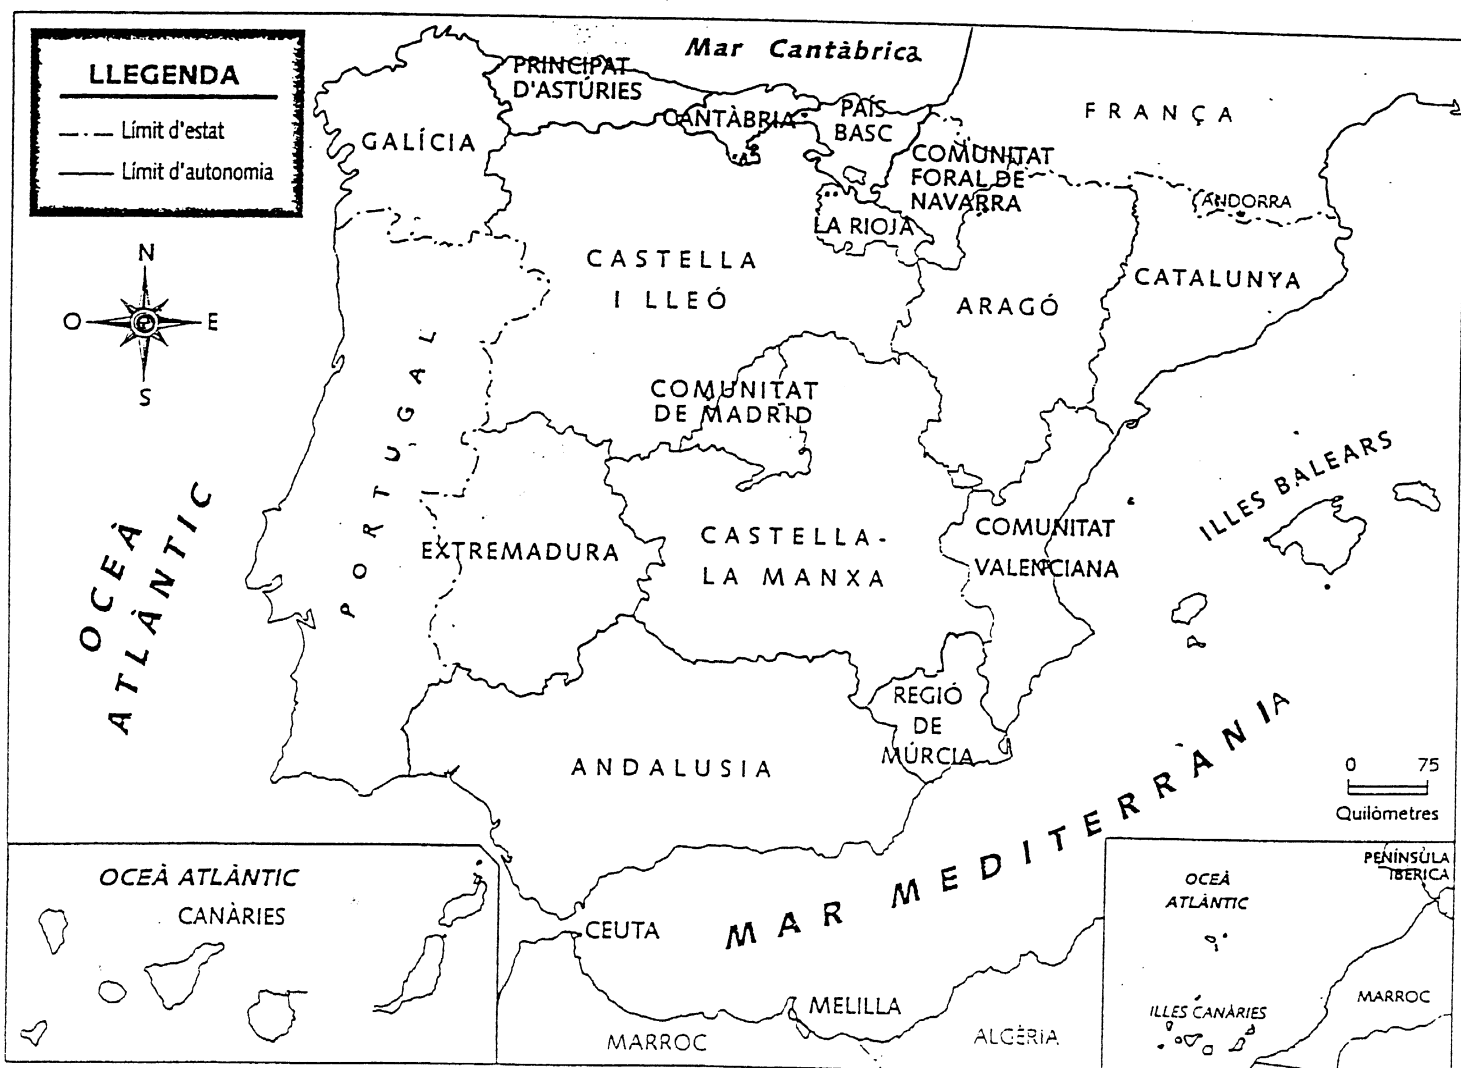 LLEGENDA
Límit d'estat
Límit d'autonomia
N
O
E
S
Mar Cantàbrica
FRANÇA
PRINCIPAT
D'ASTÚRIES
CANTÀBRIA
PAÍS
BASC
GALÍCIA
COMUNITAT
FORAL DE
NAVARRA
LA RIOJA
ANDORRA
CASTELLA
I LLEÓ
ARAGÓ
CATALUNYA
PORTUGAL
COMUNITAT
DE MADRID
OCEÀ
ATLÀNTIC
EXTREMADURA
CASTELLA-
LA MANXA
COMUNITAT
VALENCIANA
ILLES BALEARS
REGIÓ
DE
MÚRCIA
ANDALUSIA
MAR MEDITERRÀNIA
0 75
Quilòmetres
OCEÀ ATLÀNTIC
CANÀRIES
CEUTA
MELILLA
MARROC
ALGÈRIA
PENÍNSULA
IBÈRICA
OCEÀ
ATLÀNTIC
ILLES CANÀRIES
MARROC